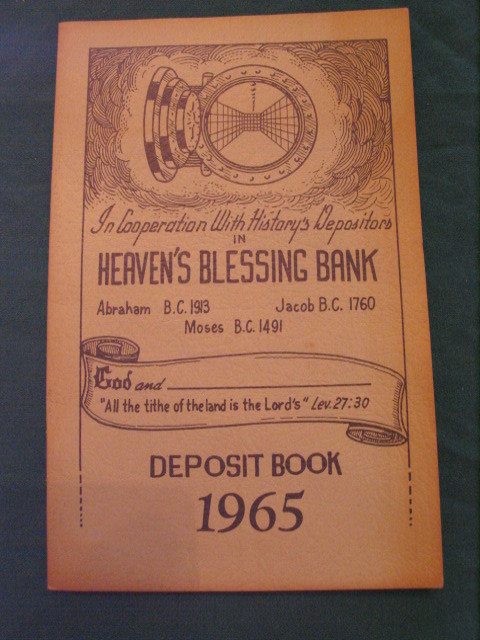 In Cooperation With History's Depositors
IN
HEAVEN'S BLESSING BANK
Abraham B.C. 1913 Jacob B.C. 1760
Moses B.C. 1491
God and
"All the tithe of the land is the Lord's" Lev. 27:30
DEPOSIT BOOK
1965